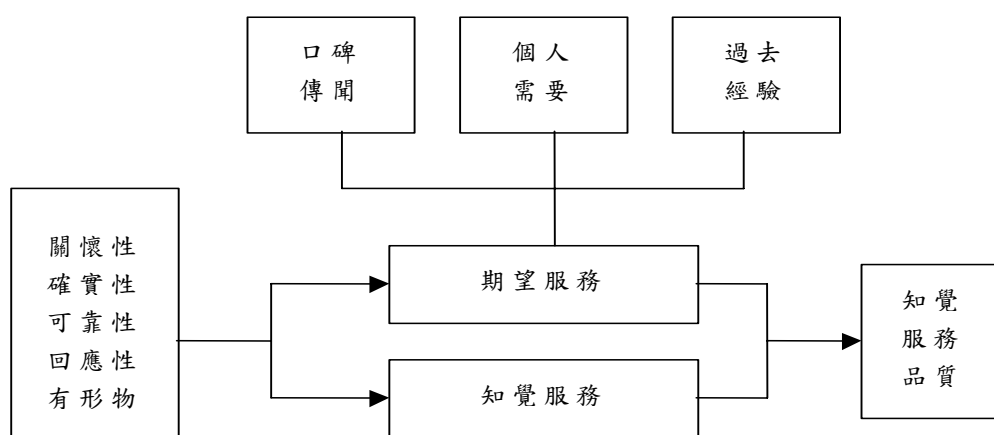 口碑
傳聞
個人
需要
過去
經驗
關懷性
確實性
可靠性
回應性
有形物
期望服務
知覺服務
知覺
服務
品質